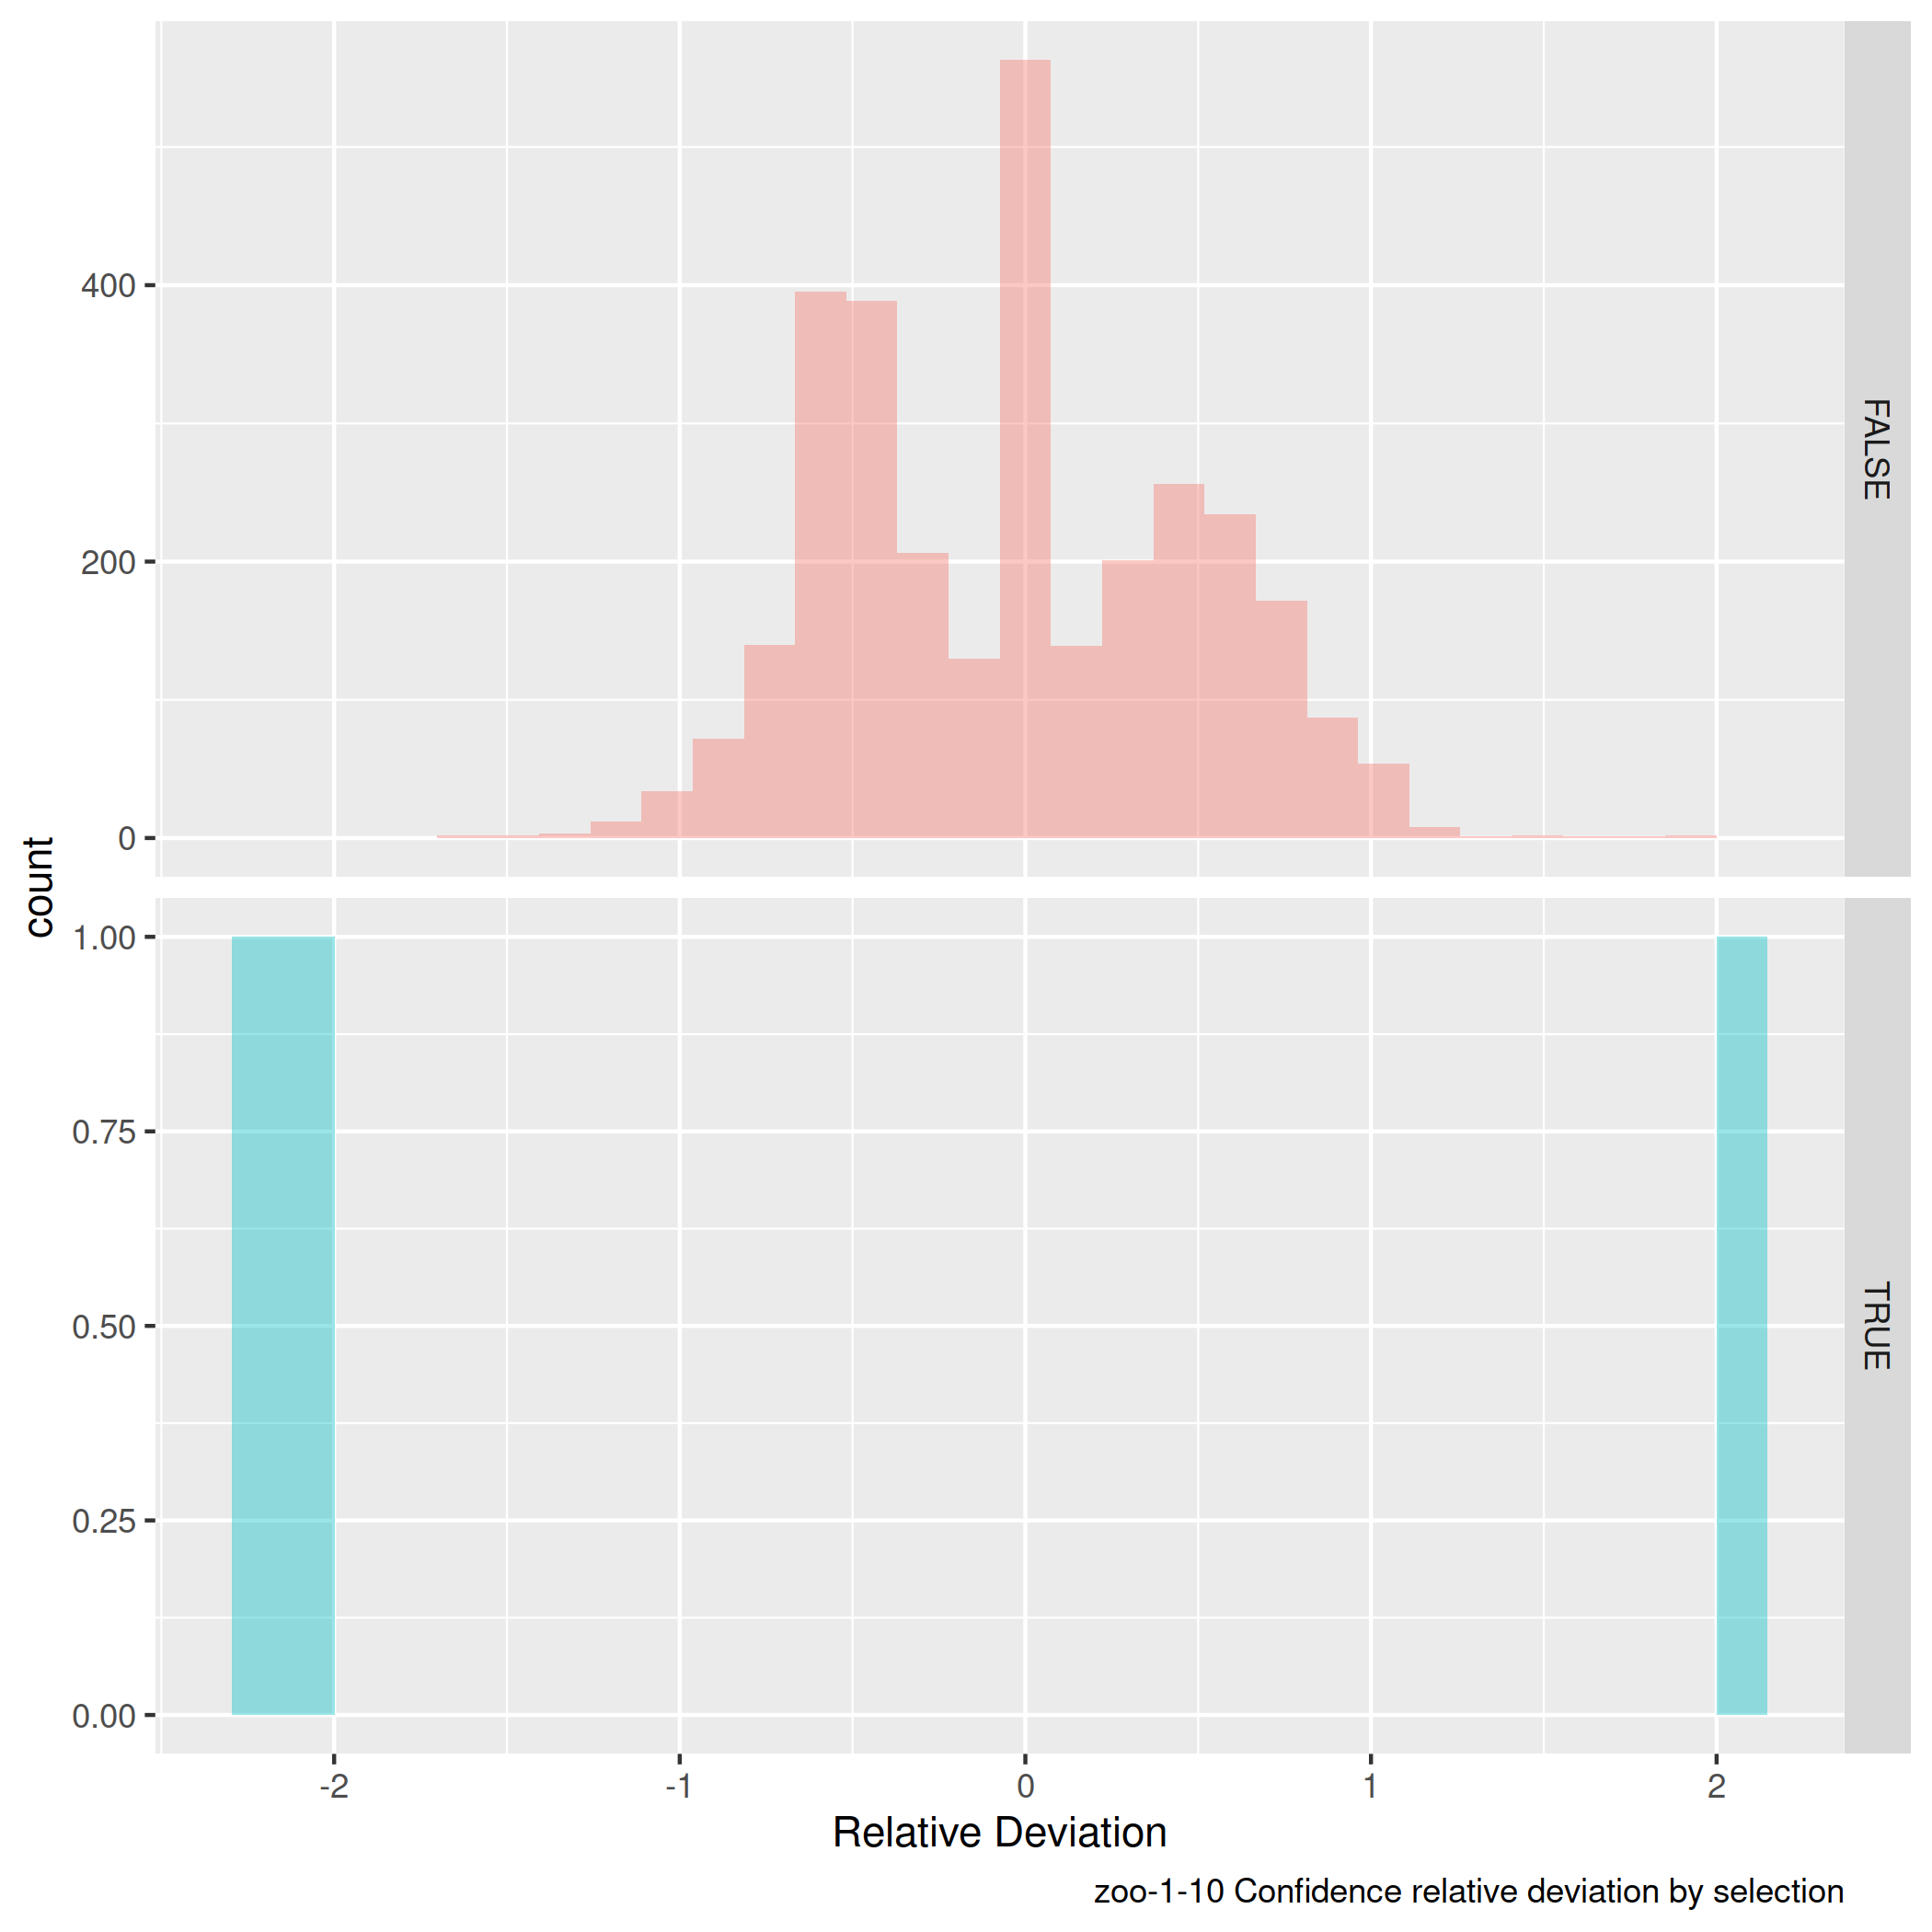 count
400
200
0
FALSE
1.00
0.75
0.50
0.25
0.00
TRUE
-2
-1
0
1
2
Relative Deviation
zoo-1-10 Confidence relative deviation by selection